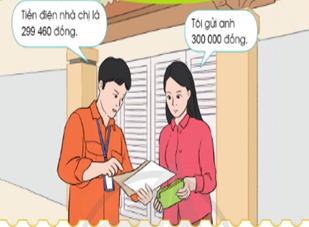 Tiền điện nhà chị là
299 460 đồng.
Tôi gửi anh
300 000 đồng.